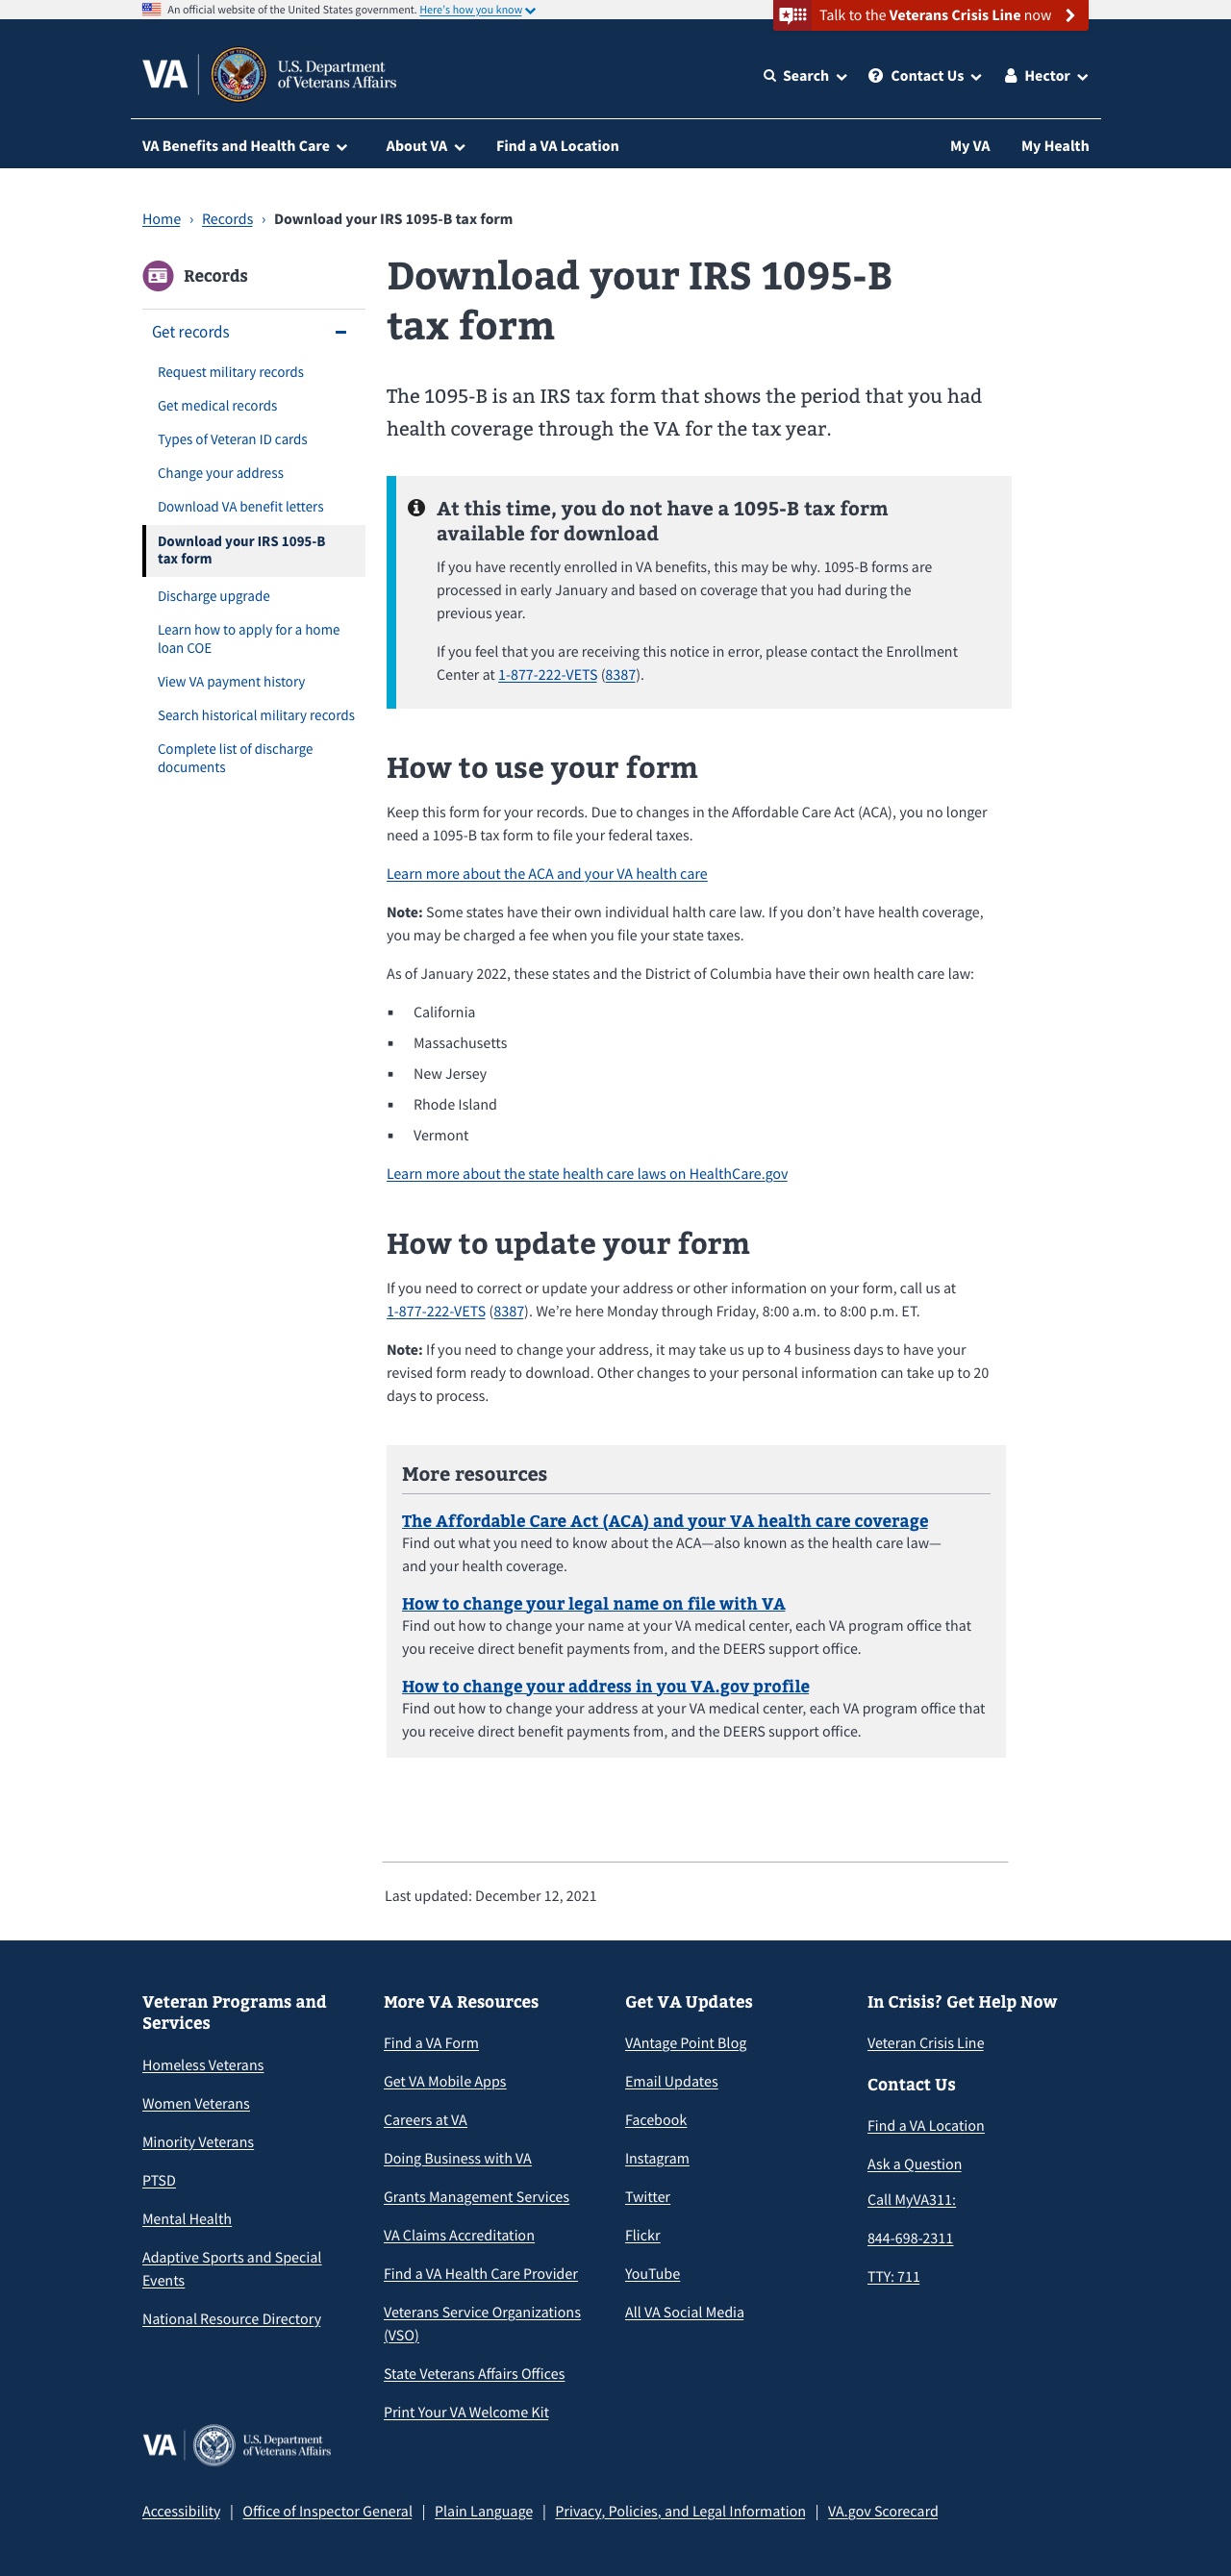 An official website of the United States government. Here's how you know
Talk to the Veterans Crisis Line now
VA
U.S. Department
of Veterans Affairs
Search
Contact Us
Hector
VA Benefits and Health Care
About VA
Find a VA Location
My VA
My Health
Home › Records › Download your IRS 1095-B tax form
Records
Get records
Request military records
Get medical records
Types of Veteran ID cards
Change your address
Download VA benefit letters
Download your IRS 1095-B
tax form
Discharge upgrade
Learn how to apply for a home
loan COE
View VA payment history
Search historical military records
Complete list of discharge
documents
Download your IRS 1095-B
tax form
The 1095-B is an IRS tax form that shows the period that you had
health coverage through the VA for the tax year.
At this time, you do not have a 1095-B tax form
available for download
If you have recently enrolled in VA benefits, this may be why. 1095-B forms are
processed in early January and based on coverage that you had during the
previous year.
If you feel that you are receiving this notice in error, please contact the Enrollment
Center at 1-877-222-VETS (8387).
How to use your form
Keep this form for your records. Due to changes in the Affordable Care Act (ACA), you no longer
need a 1095-B tax form to file your federal taxes.
Learn more about the ACA and your VA health care
Note: Some states have their own individual halth care law. If you don’t have health coverage,
you may be charged a fee when you file your state taxes.
As of January 2022, these states and the District of Columbia have their own health care law:
▪ California
▪ Massachusetts
▪ New Jersey
▪ Rhode Island
▪ Vermont
Learn more about the state health care laws on HealthCare.gov
How to update your form
If you need to correct or update your address or other information on your form, call us at
1-877-222-VETS (8387). We’re here Monday through Friday, 8:00 a.m. to 8:00 p.m. ET.
Note: If you need to change your address, it may take us up to 4 business days to have your
revised form ready to download. Other changes to your personal information can take up to 20
days to process.
More resources
The Affordable Care Act (ACA) and your VA health care coverage
Find out what you need to know about the ACA—also known as the health care law—
and your health coverage.
How to change your legal name on file with VA
Find out how to change your name at your VA medical center, each VA program office that
you receive direct benefit payments from, and the DEERS support office.
How to change your address in you VA.gov profile
Find out how to change your address at your VA medical center, each VA program office that
you receive direct benefit payments from, and the DEERS support office.
Last updated: December 12, 2021
Veteran Programs and
Services
Homeless Veterans
Women Veterans
Minority Veterans
PTSD
Mental Health
Adaptive Sports and Special
Events
National Resource Directory
More VA Resources
Find a VA Form
Get VA Mobile Apps
Careers at VA
Doing Business with VA
Grants Management Services
VA Claims Accreditation
Find a VA Health Care Provider
Veterans Service Organizations
(VSO)
State Veterans Affairs Offices
Print Your VA Welcome Kit
Get VA Updates
VAntage Point Blog
Email Updates
Facebook
Instagram
Twitter
Flickr
YouTube
All VA Social Media
In Crisis? Get Help Now
Veteran Crisis Line
Contact Us
Find a VA Location
Ask a Question
Call MyVA311:
844-698-2311
TTY: 711
VA
U.S. Department
of Veterans Affairs
Accessibility | Office of Inspector General | Plain Language | Privacy, Policies, and Legal Information | VA.gov Scorecard